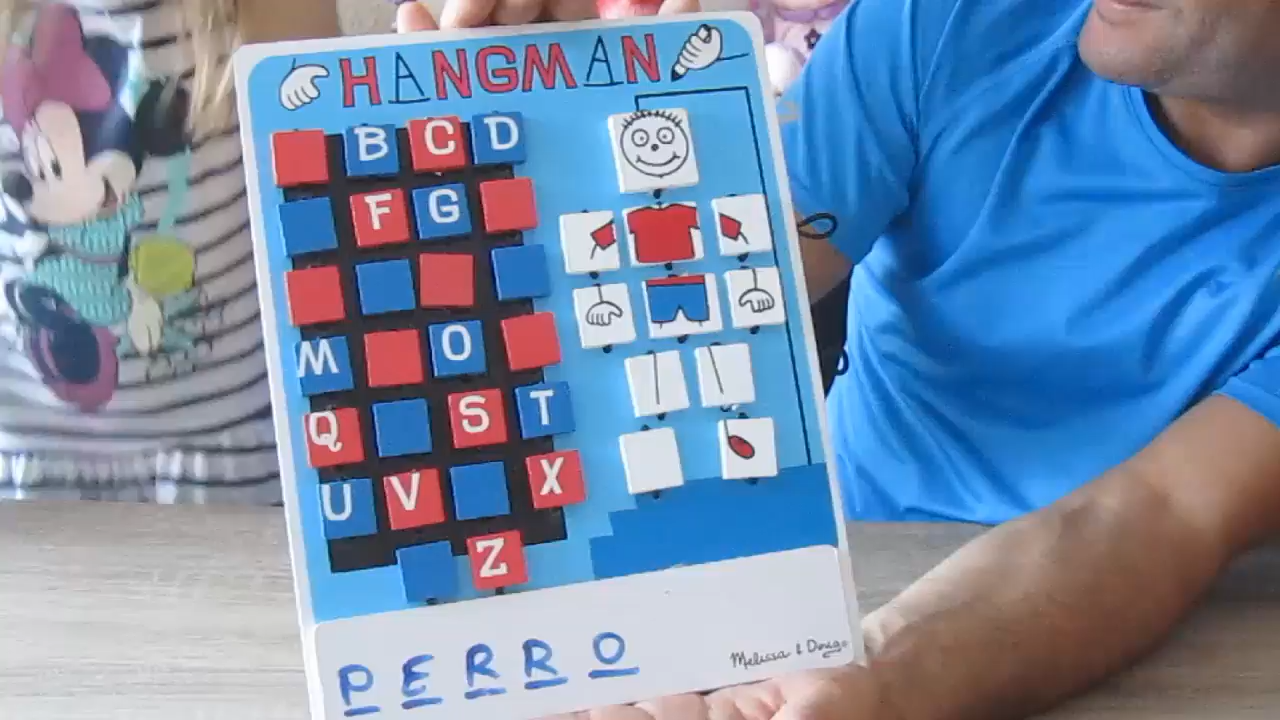 HANGMAN
B C D
F G
W O
Q S T
U V X
Z
PERRO
Melissa & Doug